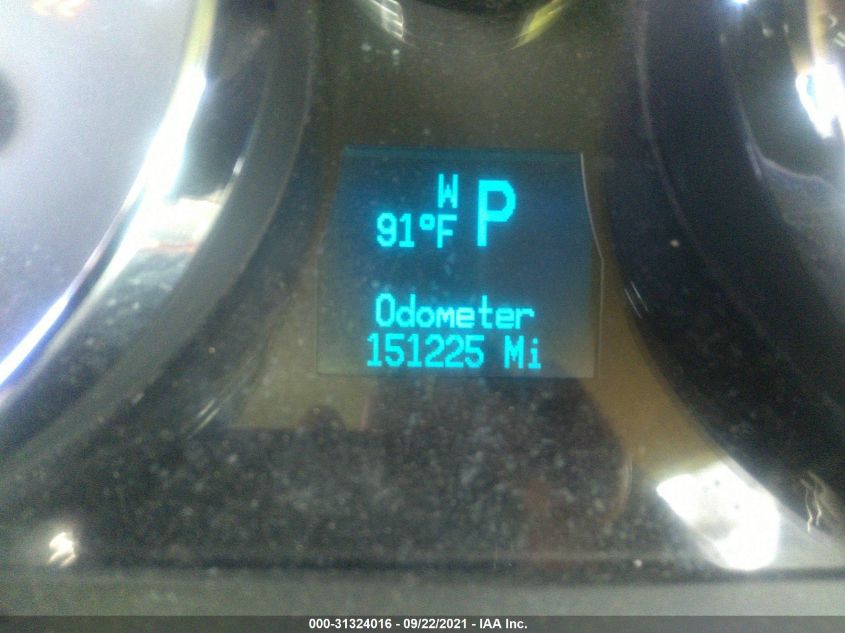 W
P
91°F
Odometer
151225 Mi
000-31324016 - 09/22/2021 - IAA Inc.